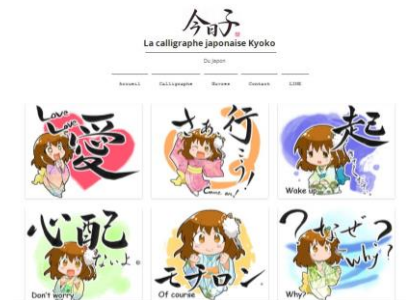 今日子
La calligraphe japonaise Kyoko
Du japon
Accueil
Calligraphe
Nurses
Contact
LINE
Love
Love
愛
さあ
行こう!
Come on!
起
Wake up
心配
ないよ。
Don't worry
モチロン。
Of course
?なぜ?
Why?
Why?